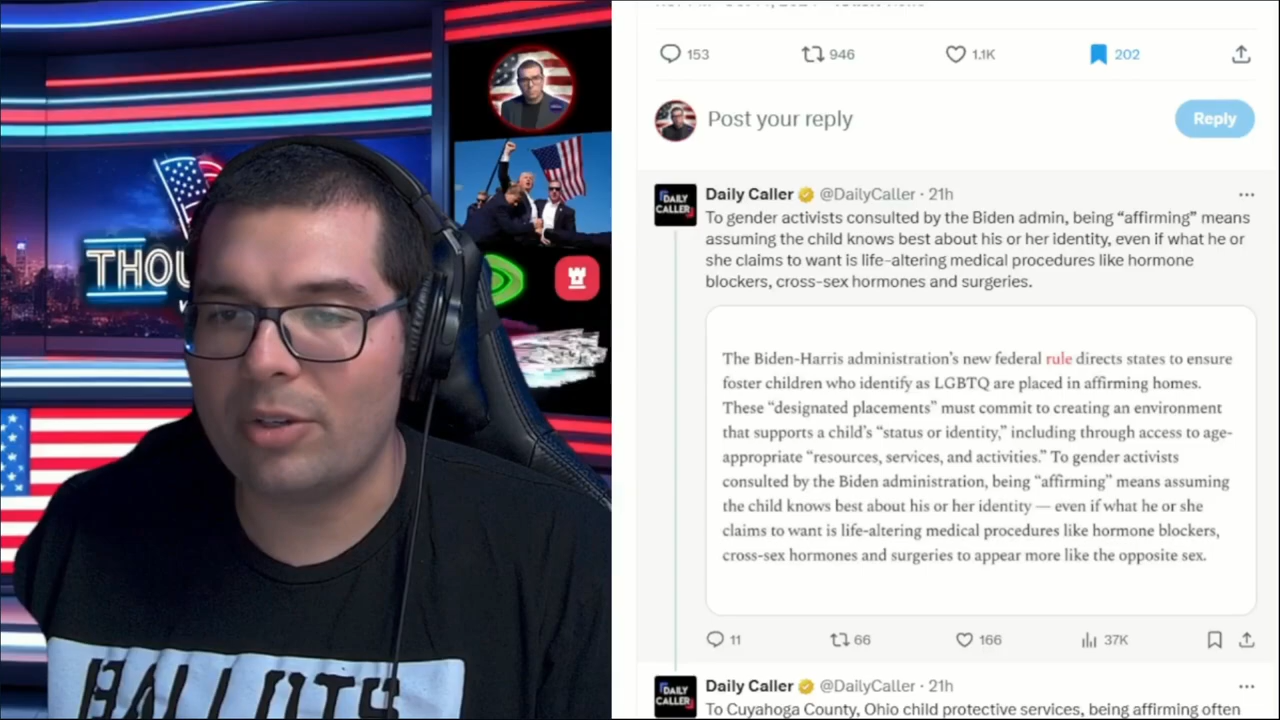 153
946
1.1K
202
Post your reply
Reply
DAILY CALLER
Daily Caller @DailyCaller · 21h
To gender activists consulted by the Biden admin, being “affirming” means
assuming the child knows best about his or her identity, even if what he or
she claims to want is life-altering medical procedures like hormone
blockers, cross-sex hormones and surgeries.
The Biden-Harris administration’s new federal rule directs states to ensure
foster children who identify as LGBTQ are placed in affirming homes.
These “designated placements” must commit to creating an environment
that supports a child’s “status or identity,” including through access to age-
appropriate “resources, services, and activities.” To gender activists
consulted by the Biden administration, being “affirming” means assuming
the child knows best about his or her identity — even if what he or she
claims to want is life-altering medical procedures like hormone blockers,
cross-sex hormones and surgeries to appear more like the opposite sex.
11
66
166
37K
DAILY CALLER
Daily Caller @DailyCaller · 21h
To Cuyahoga County, Ohio child protective services, being affirming often